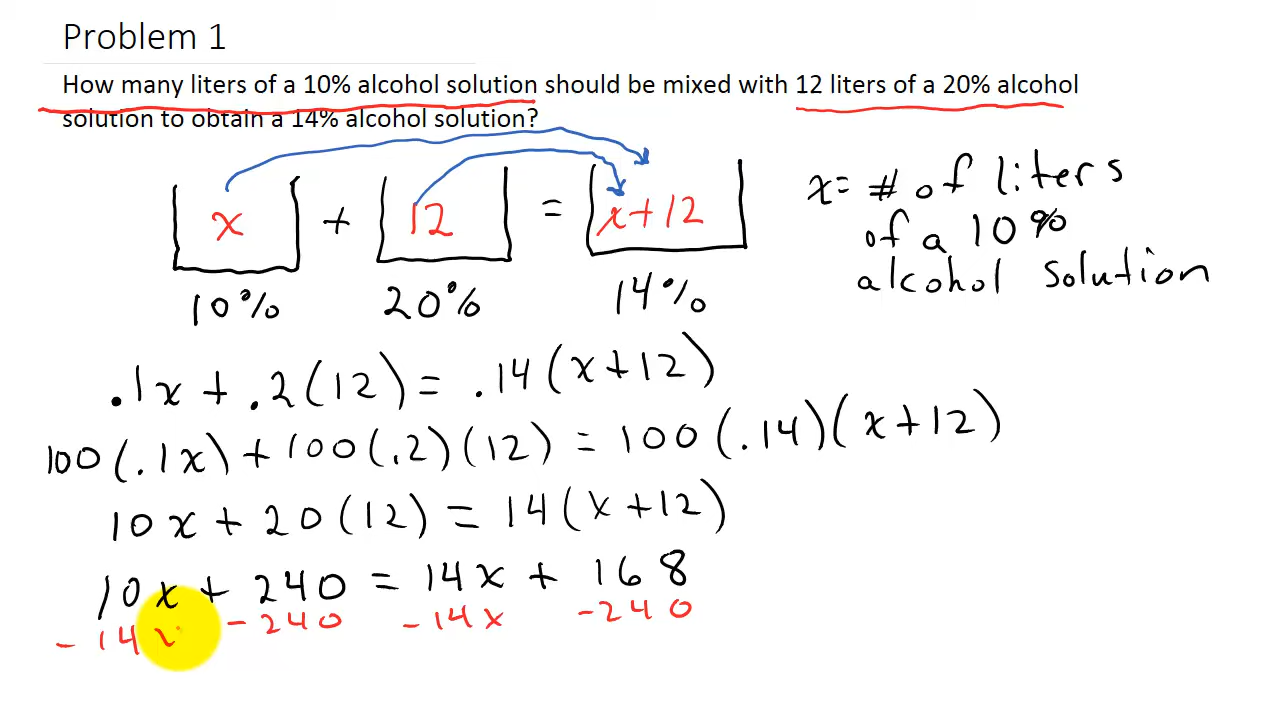 Problem 1
How many liters of a 10% alcohol solution should be mixed with 12 liters of a 20% alcohol
solution to obtain a 14% alcohol solution?
x + 12 = x+12
10% 20% 14%
x= # of liters
of a 10%
alcohol solution
.1x + .2(12) = .14(x+12)
100(.1x) + 100(.2)(12) = 100(.14)(x+12)
10x + 20(12) = 14(x+12)
10x + 240 = 14x + 168
-14x -240 -14x -240